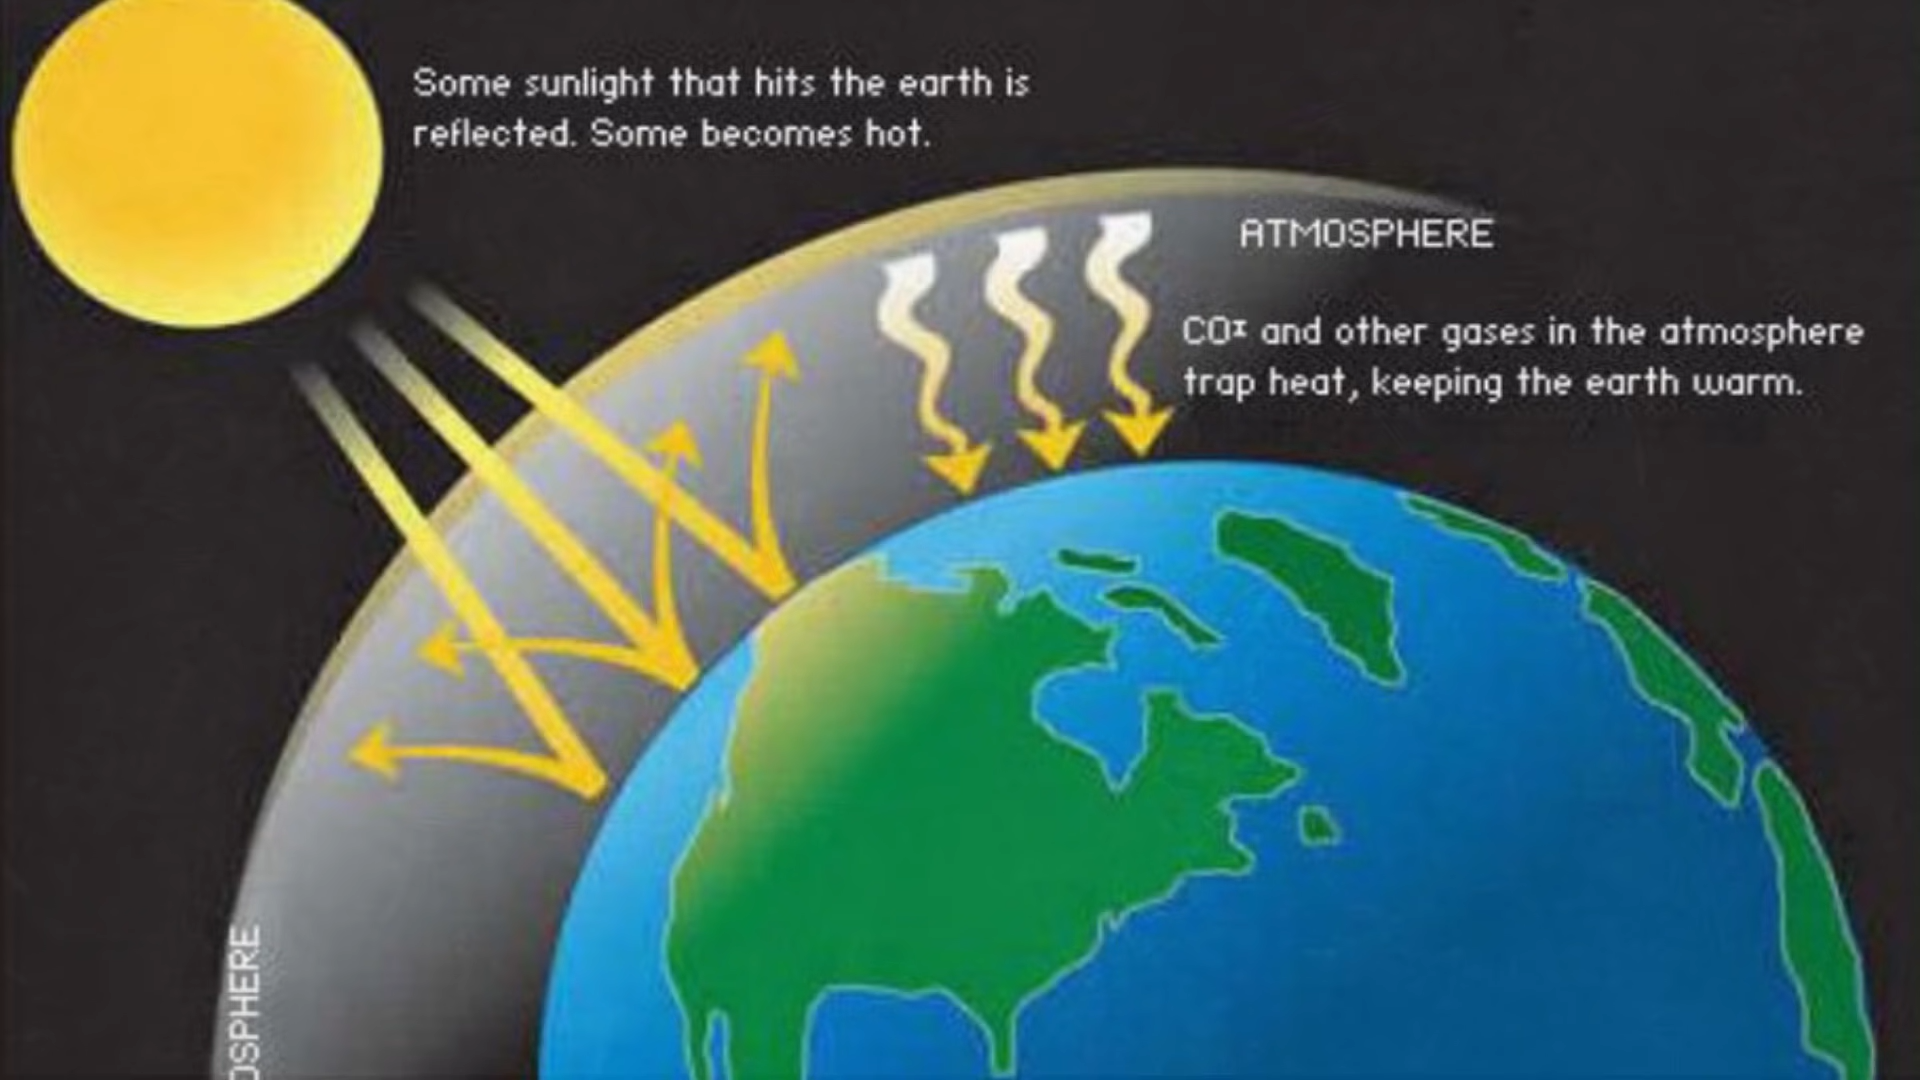 Some sunlight that hits the earth is
reflected. Some becomes hot.
ATMOSPHERE
CO₂ and other gases in the atmosphere
trap heat, keeping the earth warm.
OSPHERE